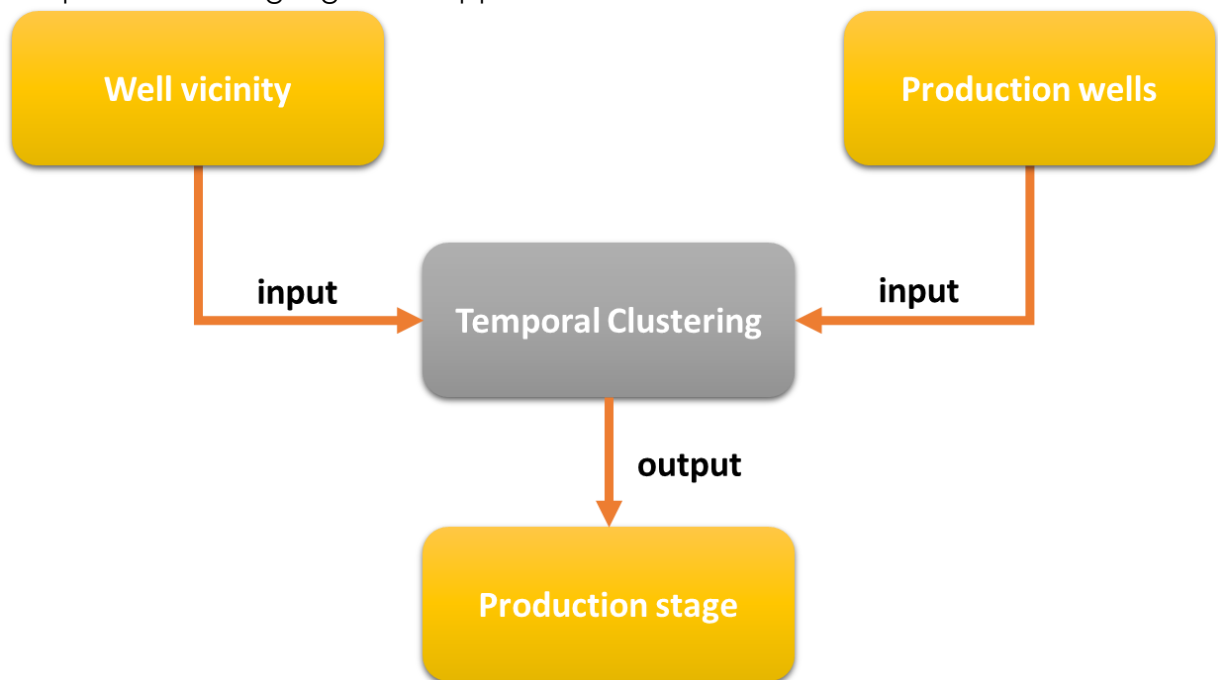 Well vicinity
Production wells
input
input
Temporal Clustering
output
Production stage